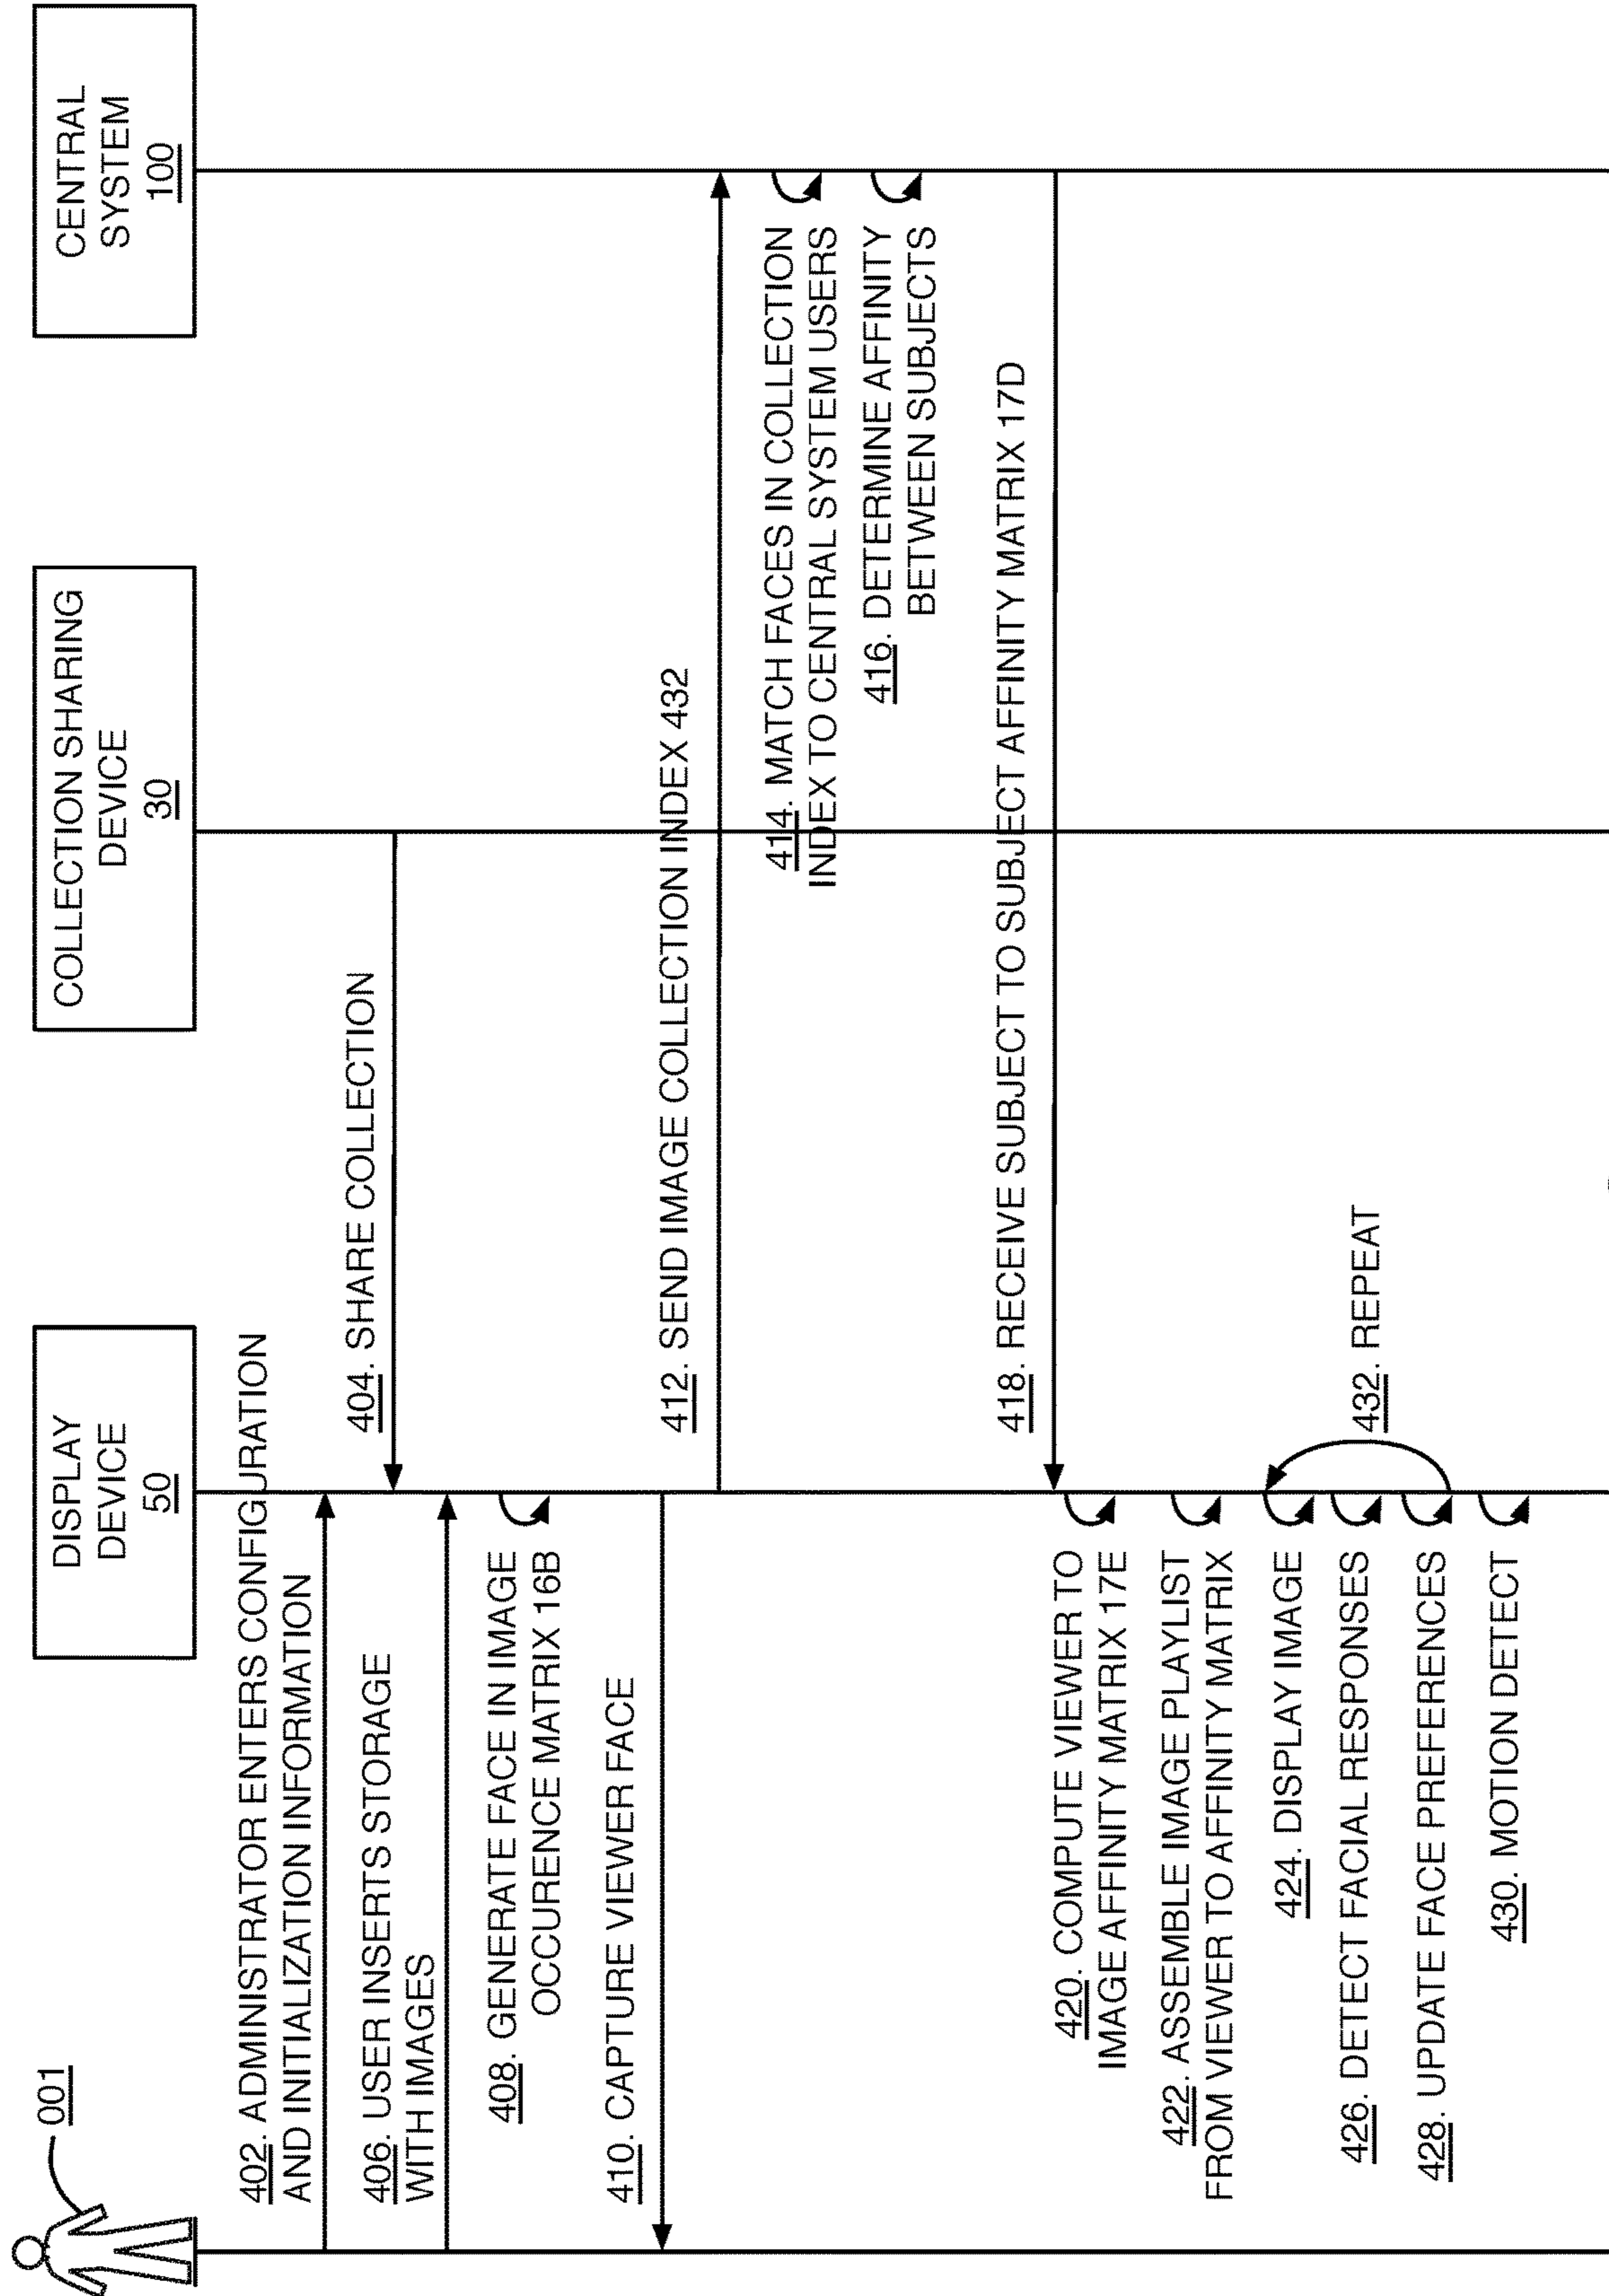 001
DISPLAY
DEVICE
50
COLLECTION SHARING
DEVICE
30
CENTRAL
SYSTEM
100
402. ADMINISTRATOR ENTERS CONFIGURATION
AND INITIALIZATION INFORMATION
404. SHARE COLLECTION
406. USER INSERTS STORAGE
WITH IMAGES
408. GENERATE FACE IN IMAGE
OCCURENCE MATRIX 16B
410. CAPTURE VIEWER FACE
412. SEND IMAGE COLLECTION INDEX 432
414. MATCH FACES IN COLLECTION
INDEX TO CENTRAL SYSTEM USERS
416. DETERMINE AFFINITY
BETWEEN SUBJECTS
418. RECEIVE SUBJECT TO SUBJECT AFFINITY MATRIX 17D
420. COMPUTE VIEWER TO
IMAGE AFFINITY MATRIX 17E
422. ASSEMBLE IMAGE PLAYLIST
FROM VIEWER TO AFFINITY MATRIX
424. DISPLAY IMAGE
426. DETECT FACIAL RESPONSES
428. UPDATE FACE PREFERENCES
432. REPEAT
430. MOTION DETECT